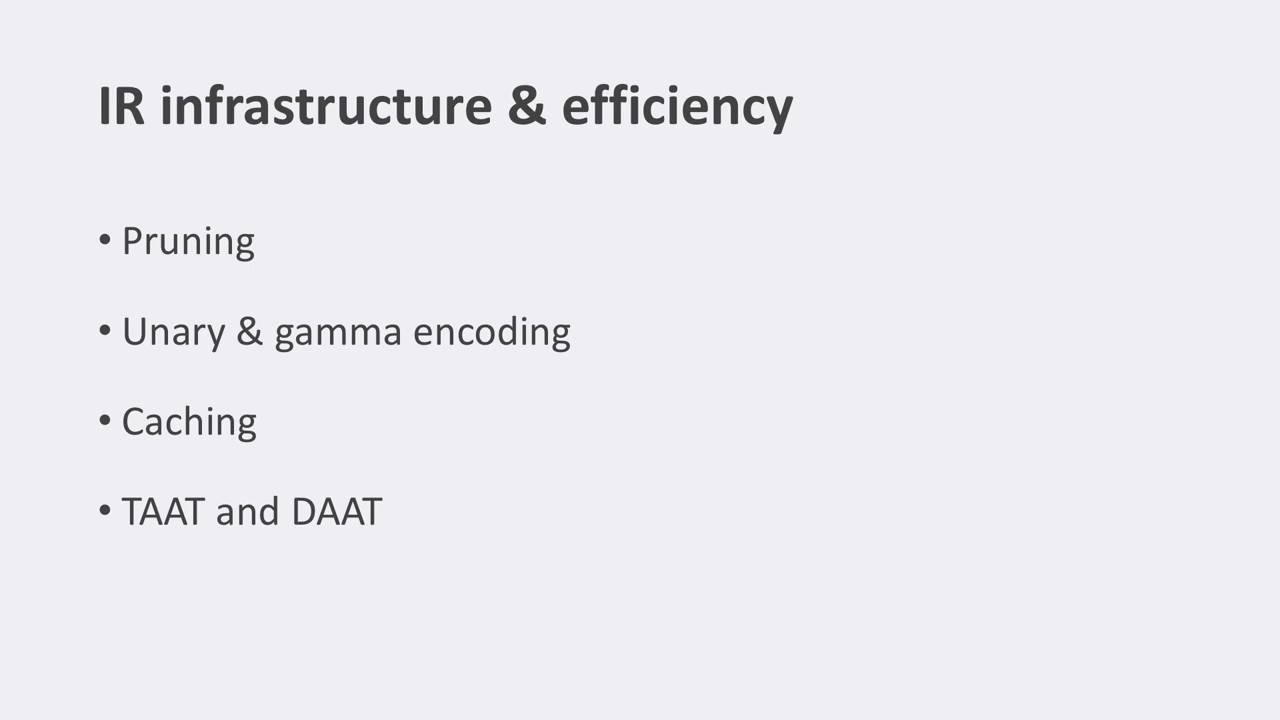 IR infrastructure & efficiency
• Pruning
• Unary & gamma encoding
• Caching
• TAAT and DAAT